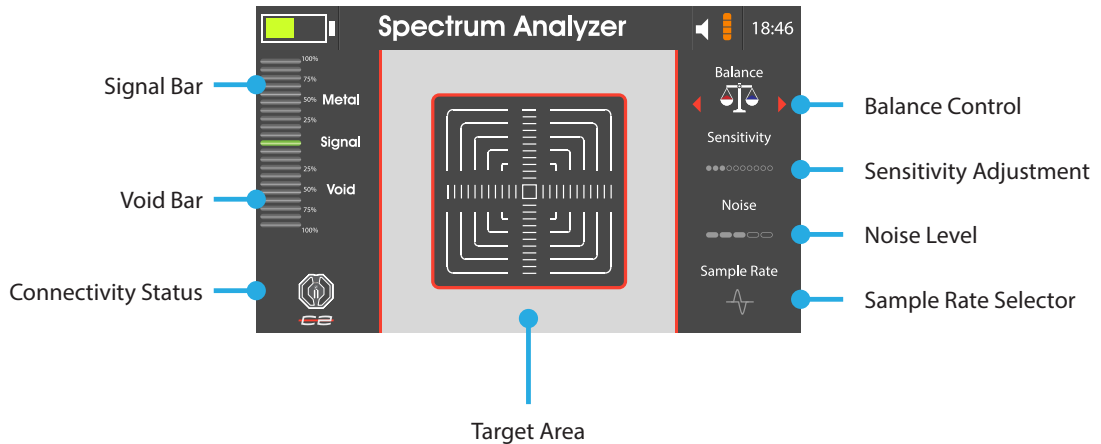 Spectrum Analyzer
18:46
Signal Bar
100%
75%
50%
Metal
25%
Signal
25%
50%
Void
75%
100%
Void Bar
Connectivity Status
C2
Balance
Balance Control
Sensitivity
Sensitivity Adjustment
Noise
Noise Level
Sample Rate
Sample Rate Selector
Target Area